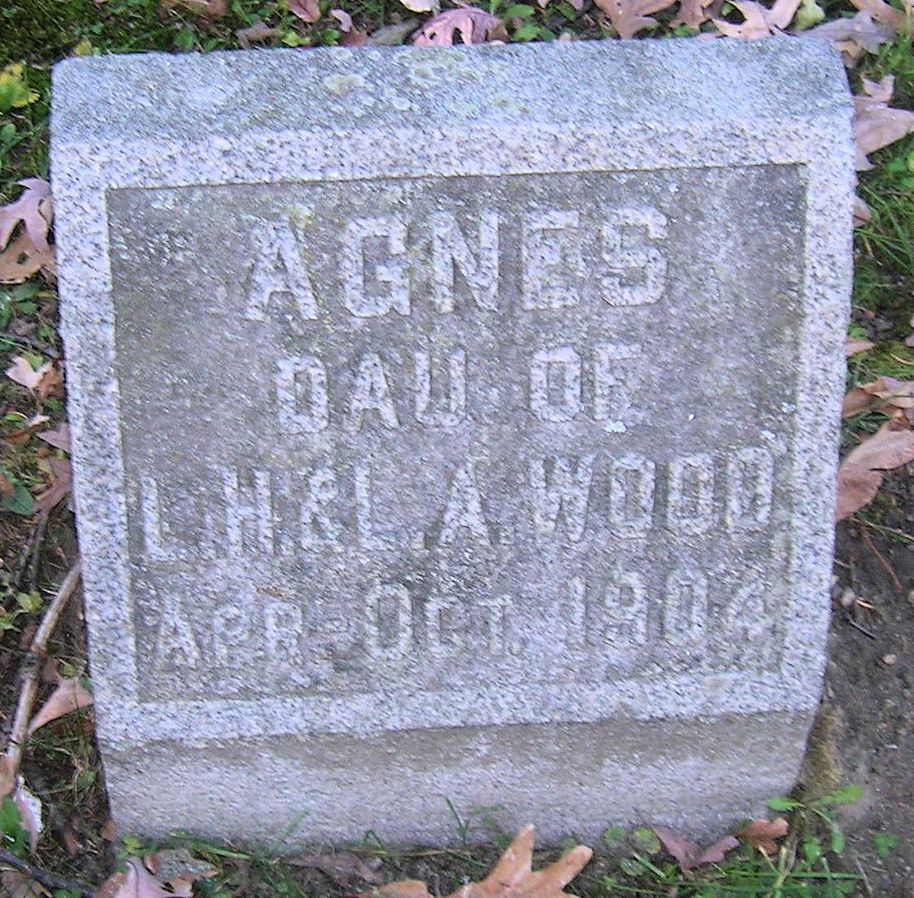 AGNES
DAU OF
L.H.&L.A.WOOD.
APR-OCT. 1904